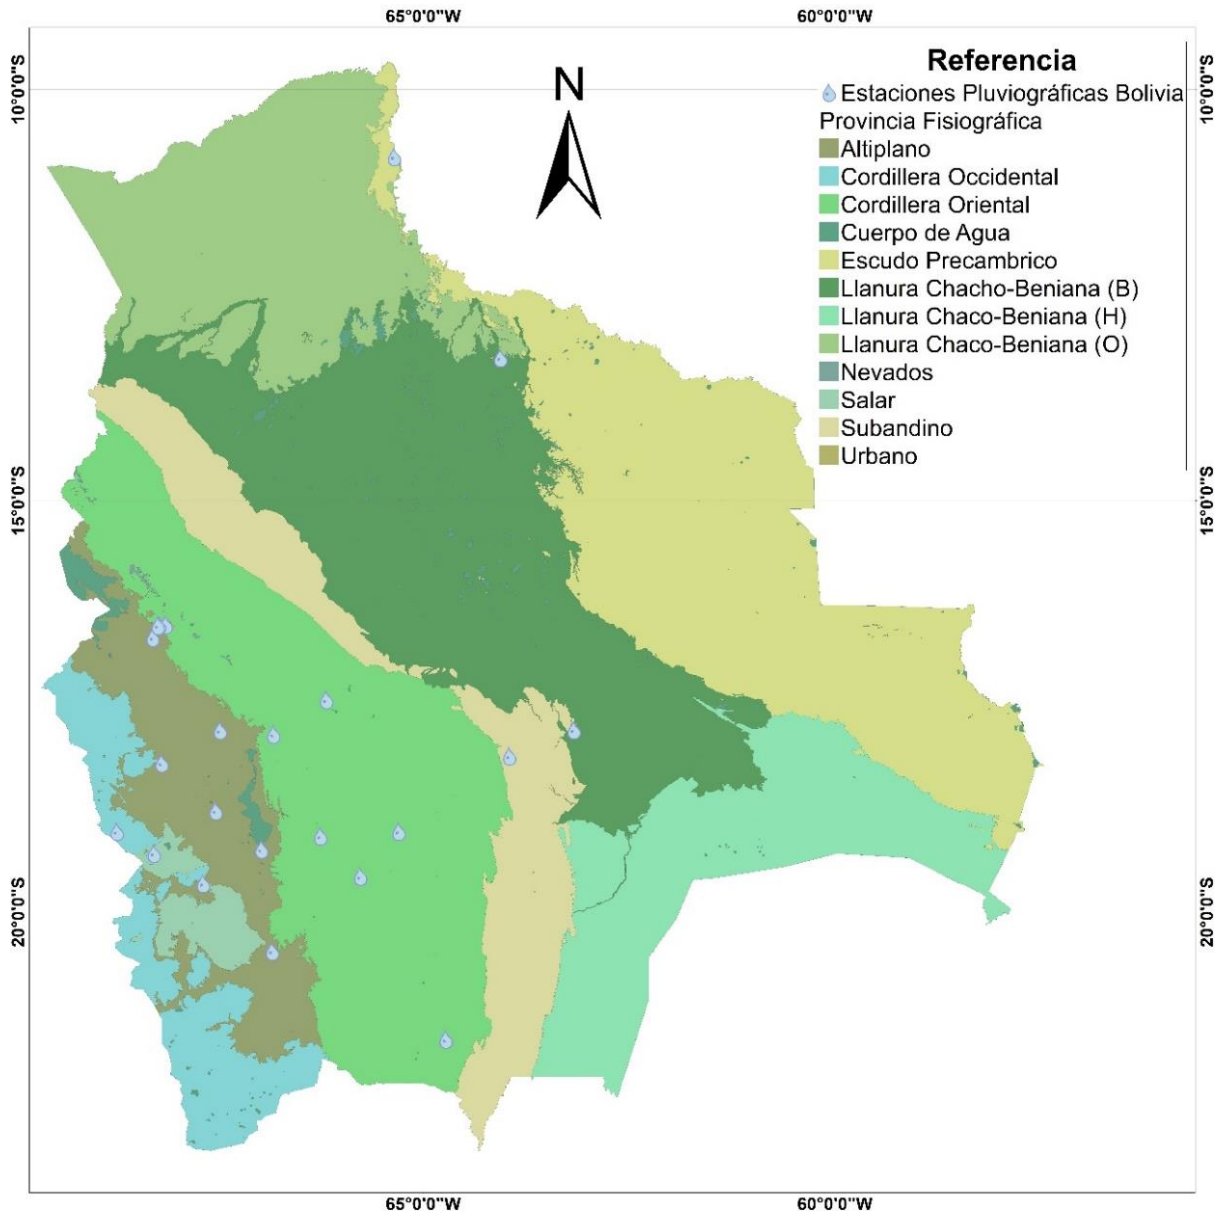 65°0'0"W 60°0'0"W
10°0'0"S
10°0'0"S
N
Referencia
Estaciones Pluviográficas Bolivia
Provincia Fisiográfica
Altiplano
Cordillera Occidental
Cordillera Oriental
Cuerpo de Agua
Escudo Precambrico
Llanura Chacho-Beniana (B)
Llanura Chaco-Beniana (H)
Llanura Chaco-Beniana (O)
Nevados
Salar
Subandino
Urbano
15°0'0"S
15°0'0"S
20°0'0"S
20°0'0"S
65°0'0"W 60°0'0"W